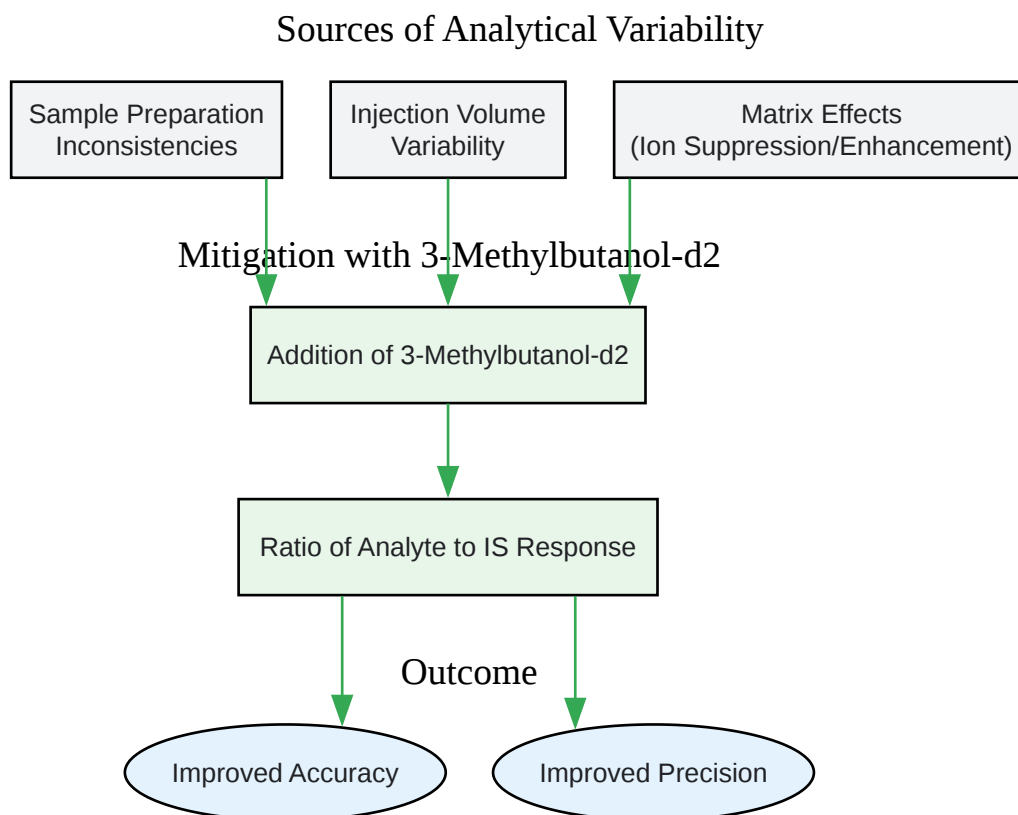 Sources of Analytical Variability
Sample Preparation
Inconsistencies
Injection Volume
Variability
Matrix Effects
(Ion Suppression/Enhancement)
Mitigation with 3-Methylbutanol-d2
Addition of 3-Methylbutanol-d2
Ratio of Analyte to IS Response
Outcome
Improved Accuracy
Improved Precision